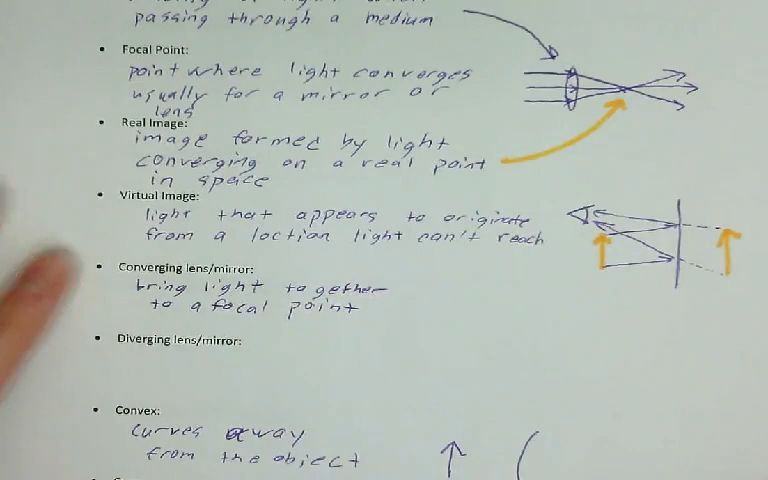 passing through a medium
• Focal Point:
point where light converges
usually for a mirror or
lens
• Real Image:
image formed by light
converging on a real point
in space
• Virtual Image:
light that appears to originate
from a loction light can't reach
• Converging lens/mirror:
bring light together
to a focal point
• Diverging lens/mirror:
• Convex:
curves away
from the object